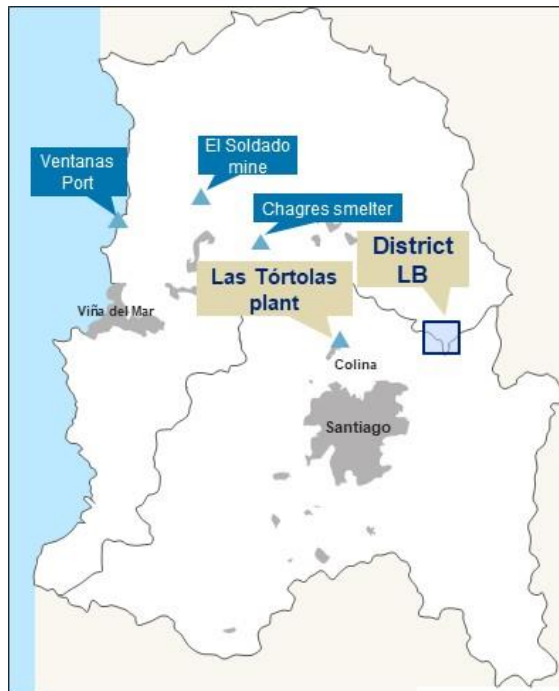 El Soldado
mine
Ventanas
Port
Chagres smelter
District
LB
Las Tórtolas
plant
Viña del Mar
Colina
Santiago